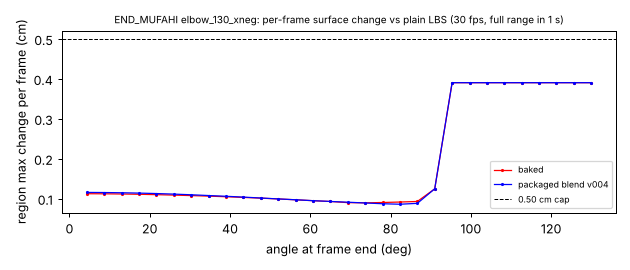 END_MUFAHI elbow_130_xneg: per-frame surface change vs plain LBS (30 fps, full range in 1 s)
region max change per frame (cm)
0.5
0.4
0.3
0.2
0.1
baked
packaged blend v004
0.50 cm cap
0
20
40
60
80
100
120
angle at frame end (deg)